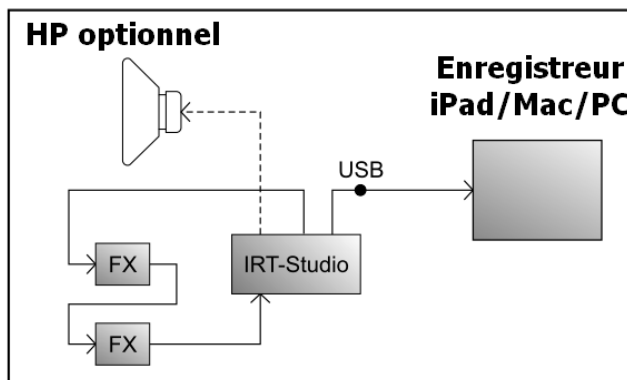 HP optionnel
Enregistreur
iPad/Mac/PC
USB
IRT-Studio
FX
FX